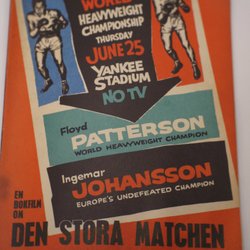 WORLD
HEAVYWEIGHT
CHAMPIONSHIP
THURSDAY
JUNE 25
YANKEE
STADIUM
NO TV
Floyd
PATTERSON
WORLD HEAVYWEIGHT CHAMPION
Ingemar
JOHANSSON
EUROPE'S UNDEFEATED CHAMPION
EN
BOKFILM
OM
DEN STORA MATCHEN